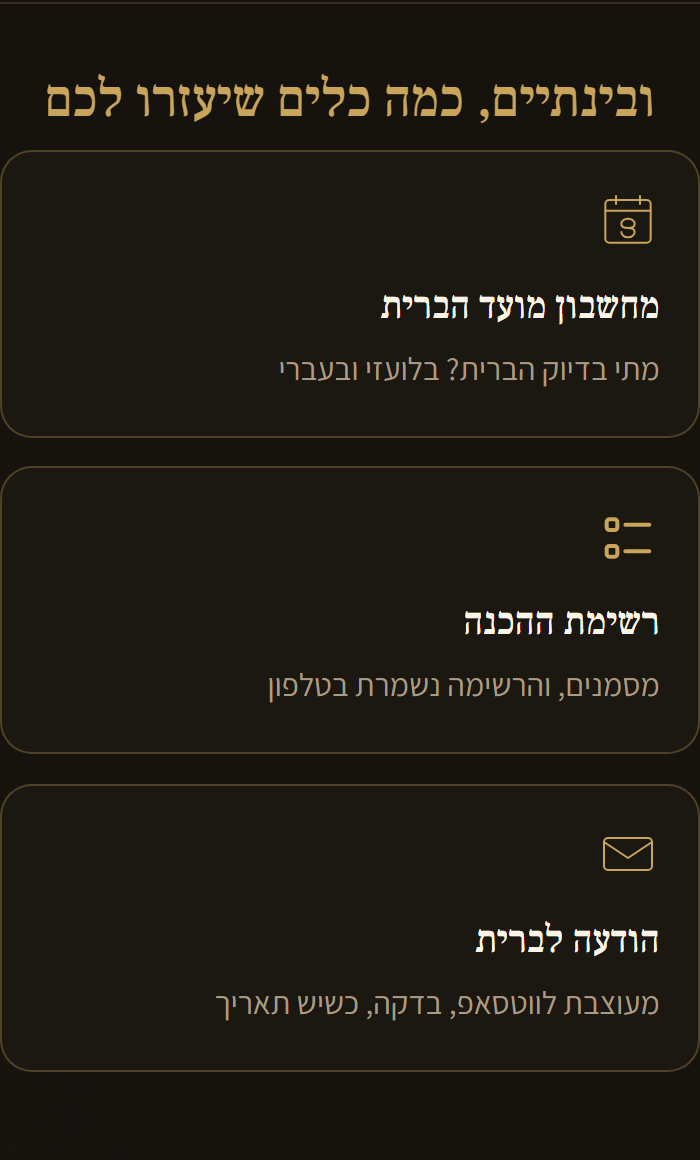 ובינתיים, כמה כלים שיעזרו לכם
8
מחשבון מועד הברית
מתי בדיוק הברית? בלועזי ובעברי
רשימת ההכנה
מסמנים, והרשימה נשמרת בטלפון
הודעה לברית
מעוצבת לווטסאפ, בדקה, כשיש תאריך